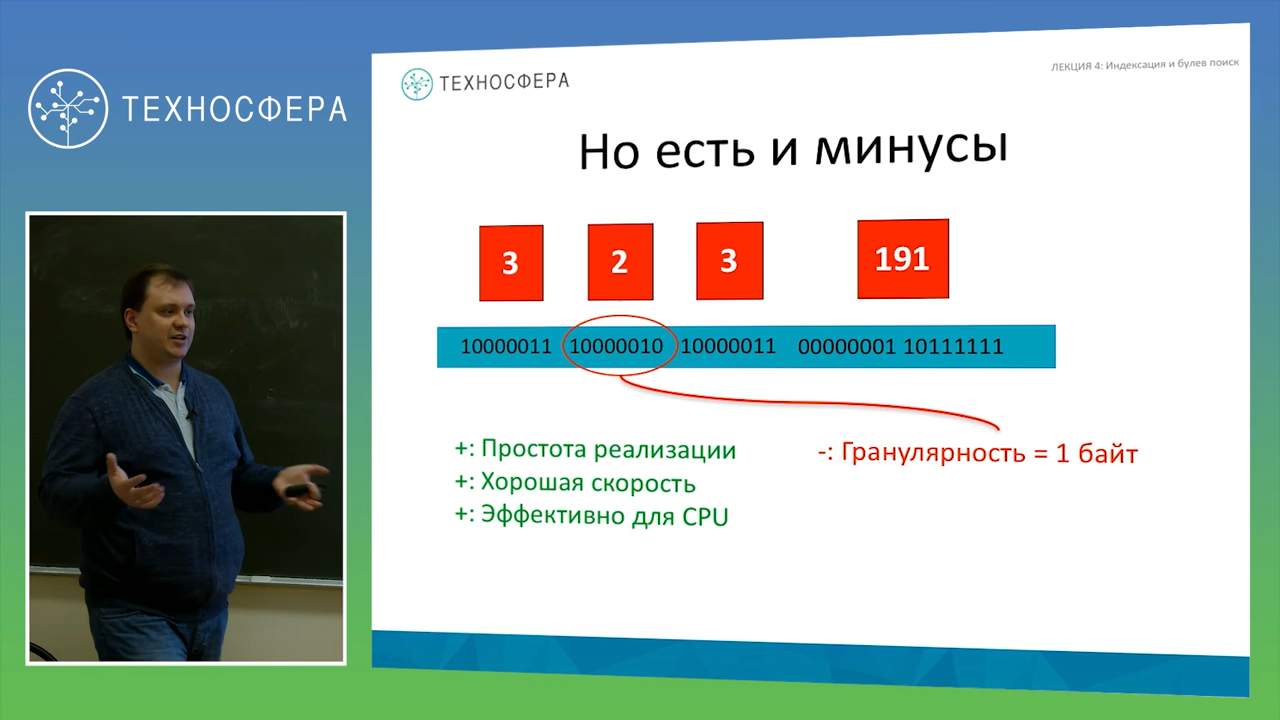 ТЕХНОСФЕРА
ТЕХНОСФЕРА
ЛЕКЦИЯ 4: Индексация и булев поиск
Но есть и минусы
3 2 3 191
10000011 10000010 10000011 00000001 10111111
+: Простота реализации
+: Хорошая скорость
+: Эффективно для CPU
-: Гранулярность = 1 байт